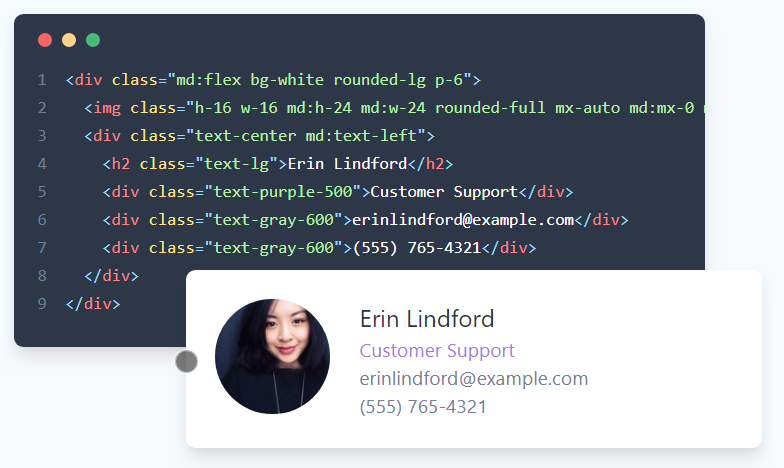 1 <div class="md:flex bg-white rounded-lg p-6">
2 <img class="h-16 w-16 md:h-24 md:w-24 rounded-full mx-auto md:mx-0
3 <div class="text-center md:text-left">
4 <h2 class="text-lg">Erin Lindford</h2>
5 <div class="text-purple-500">Customer Support</div>
6 <div class="text-gray-600">erinlindford@example.com</div>
7 <div class="text-gray-600">(555) 765-4321</div>
8 </div>
9 </div>
Erin Lindford
Customer Support
erinlindford@example.com
(555) 765-4321